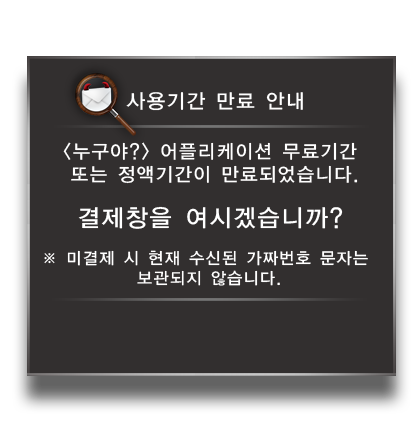 사용기간 만료 안내
<누구야?> 어플리케이션 무료기간
또는 정액기간이 만료되었습니다.
결제창을 여시겠습니까?
※ 미결제 시 현재 수신된 가짜번호 문자는
보관되지 않습니다.